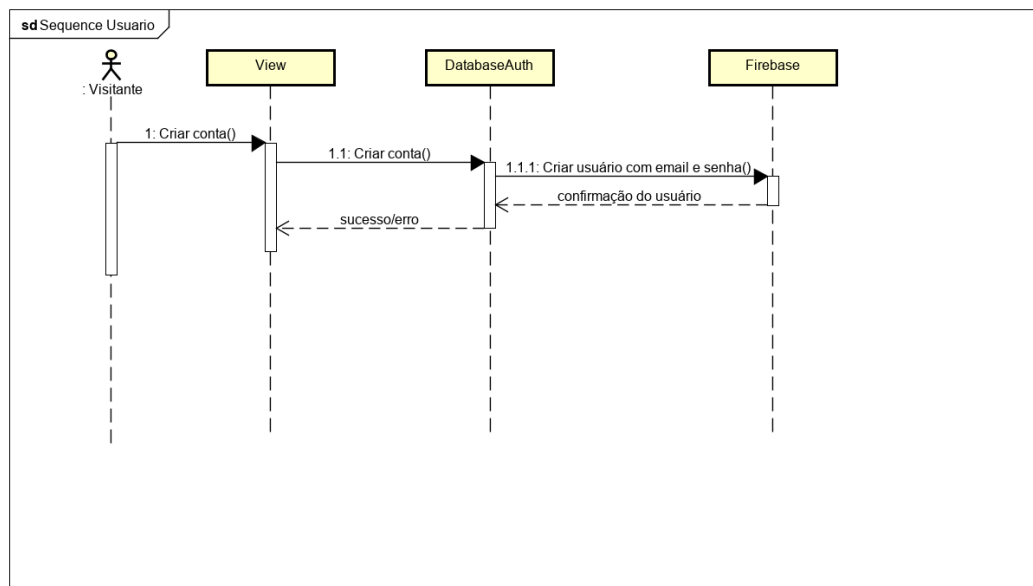 sd Sequence Usuario
: Visitante
View
DatabaseAuth
Firebase
1: Criar conta()
1.1: Criar conta()
1.1.1: Criar usuário com email e senha()
confirmação do usuário
sucesso/erro